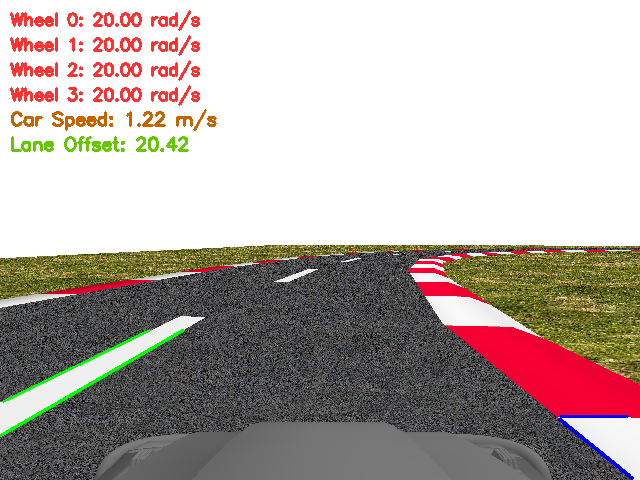 Wheel 0: 20.00 rad/s
Wheel 1: 20.00 rad/s
Wheel 2: 20.00 rad/s
Wheel 3: 20.00 rad/s
Car Speed: 1.22 m/s
Lane Offset: 20.42